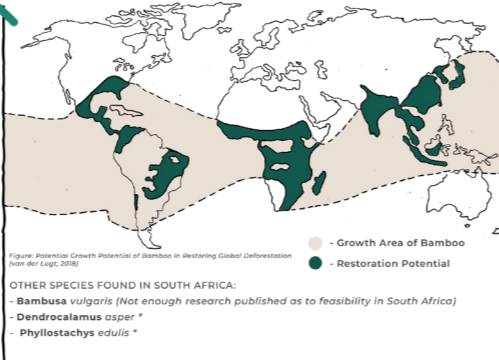 - Growth Area of Bamboo
- Restoration Potential
Figure: Potential Growth Potential of Bamboo in Restoring Global Deforestation
(van der Lugt; 2018)
OTHER SPECIES FOUND IN SOUTH AFRICA:
- Bambusa vulgaris (Not enough research published as to feasibility in South Africa)
- Dendrocalamus asper *
- Phyllostachys edulis *